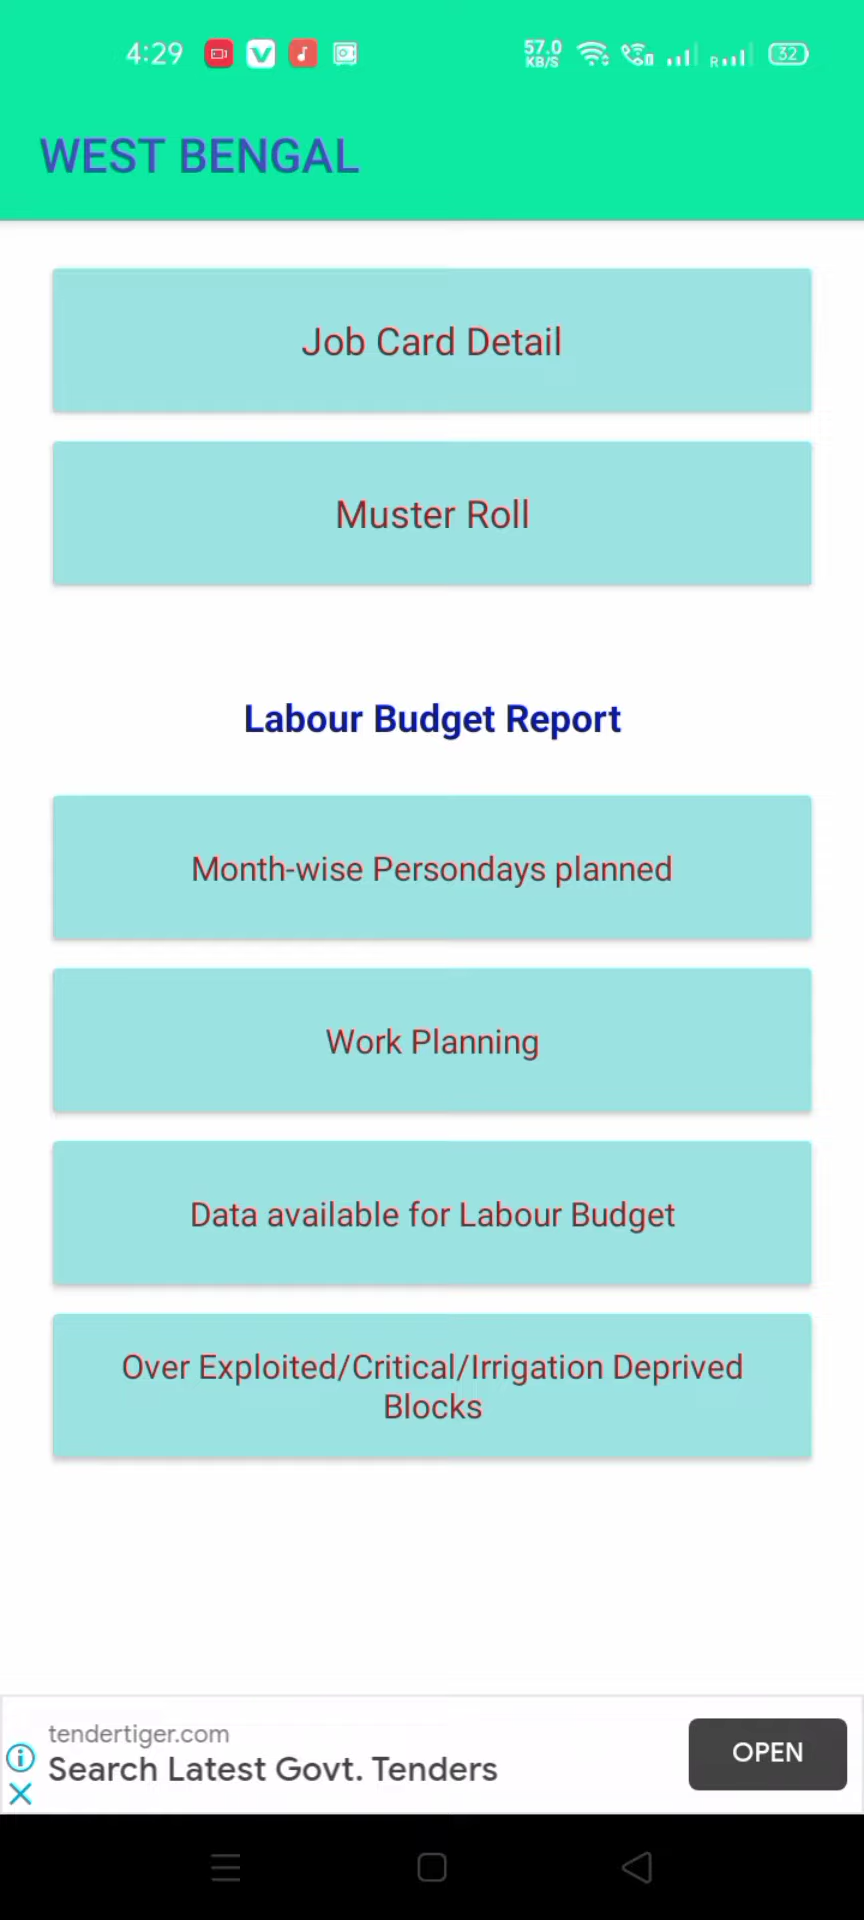 4:29
57.0
KB/S
R
32
WEST BENGAL
Job Card Detail
Muster Roll
Labour Budget Report
Month-wise Persondays planned
Work Planning
Data available for Labour Budget
Over Exploited/Critical/Irrigation Deprived
Blocks
tendertiger.com
Search Latest Govt. Tenders
OPEN